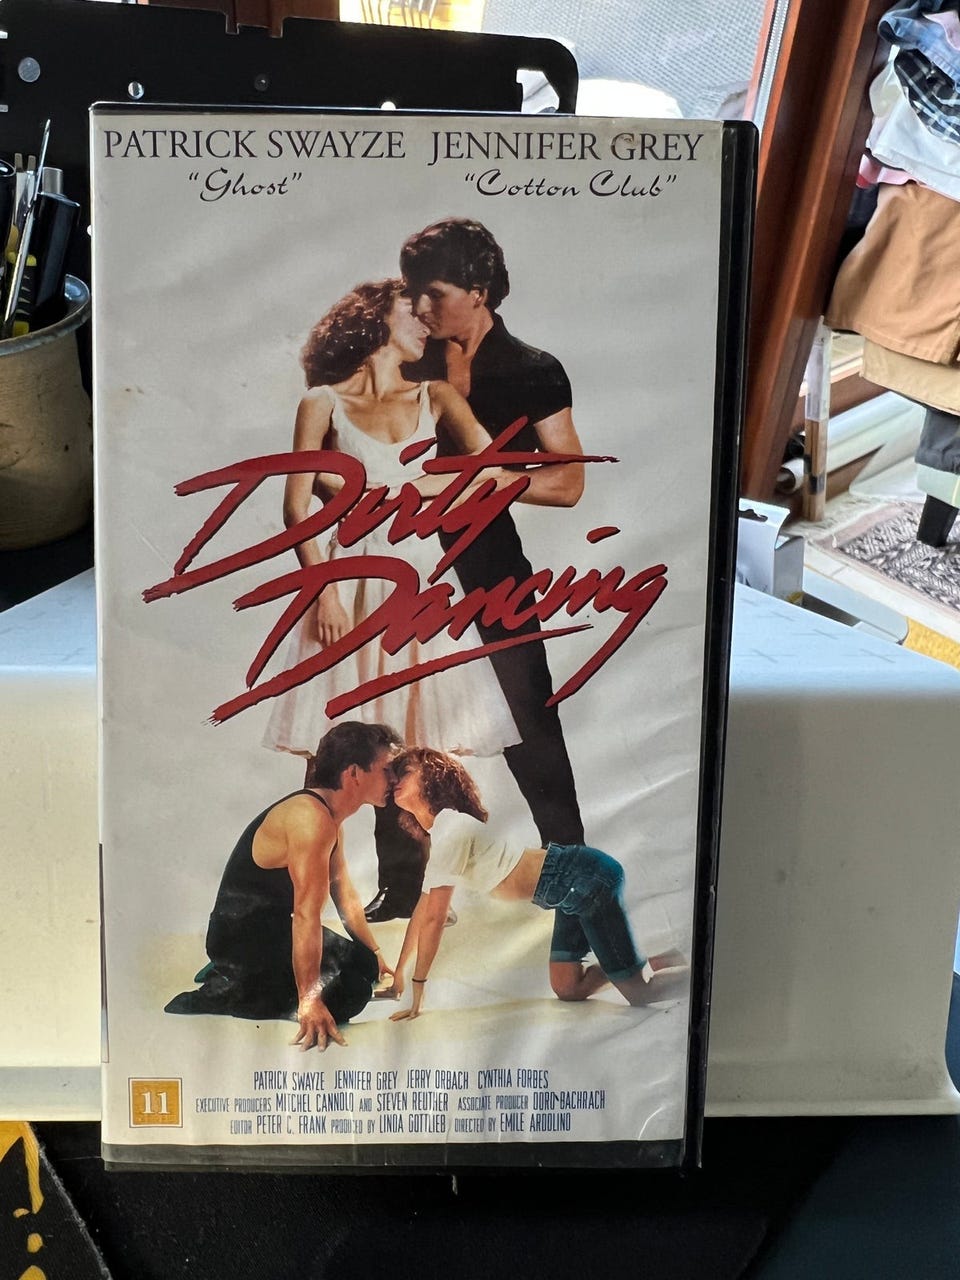 PATRICK SWAYZE JENNIFER GREY
"Ghost" "Cotton Club"
Dirty
Dancing
PATRICK SWAYZE JENNIFER GREY JERRY ORBACH CYNTHIA FORBES
11 EXECUTIVE PRODUCERS MITCHEL CANNOLO AND STEVEN REUTHER ASSOCIATE PRODUCER DORO BACHRACH
EDITOR PETER C. FRANK PRODUCED BY LINDA GOTTLIEB DIRECTED BY EMILE ARDOLINO